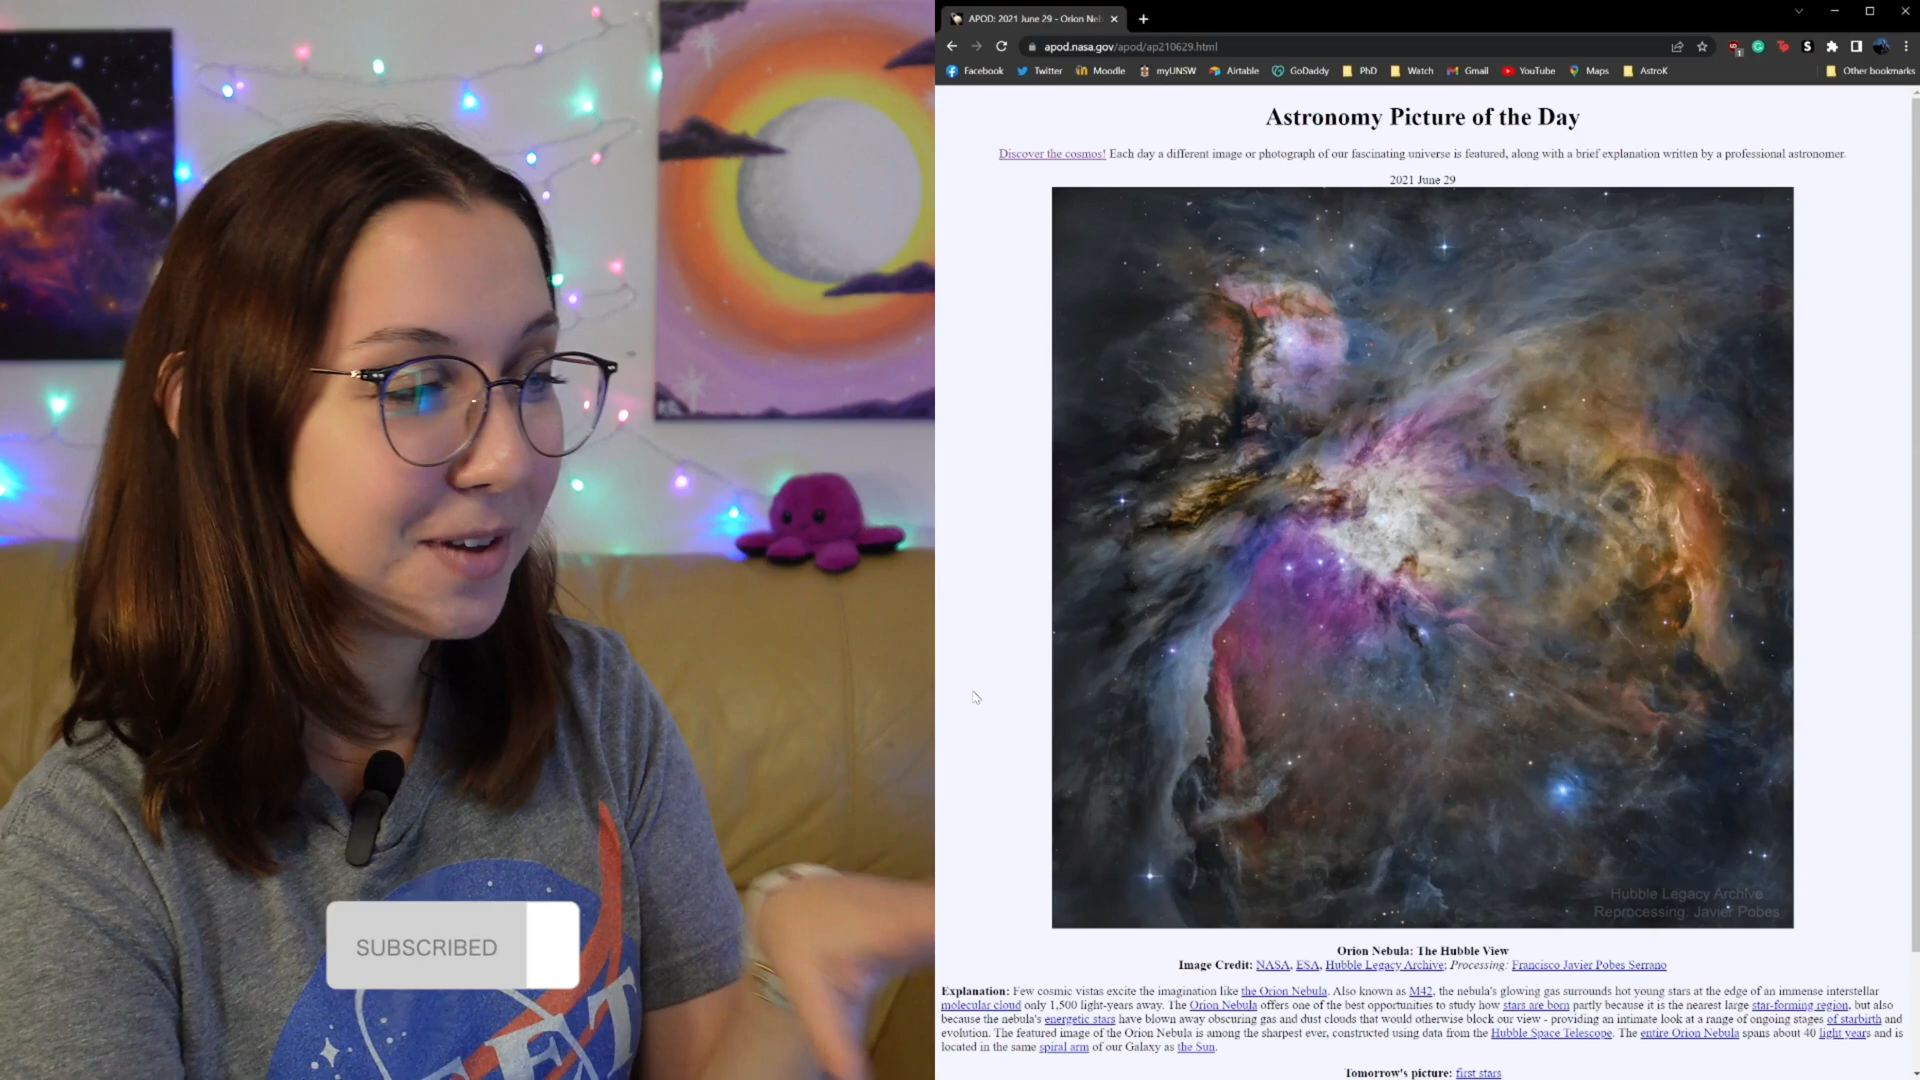 APOD: 2021 June 29 - Orion Neb
apod.nasa.gov/apod/ap210629.html
Facebook Twitter Moodle myUNSW Airtable GoDaddy PhD Watch Gmail YouTube Maps AstroK Other bookmarks
Astronomy Picture of the Day
Discover the cosmos! Each day a different image or photograph of our fascinating universe is featured, along with a brief explanation written by a professional astronomer.
2021 June 29
Hubble Legacy Archive
Reprocessing: Javier Pobes
Orion Nebula: The Hubble View
Image Credit: NASA, ESA, Hubble Legacy Archive; Processing: Francisco Javier Pobes Serrano
Explanation: Few cosmic vistas excite the imagination like the Orion Nebula. Also known as M42, the nebula's glowing gas surrounds hot young stars at the edge of an immense interstellar
molecular cloud only 1,500 light-years away. The Orion Nebula offers one of the best opportunities to study how stars are born partly because it is the nearest large star-forming region, but also
because the nebula's energetic stars have blown away obscuring gas and dust clouds that would otherwise block our view - providing an intimate look at a range of ongoing stages of starbirth and
evolution. The featured image of the Orion Nebula is among the sharpest ever, constructed using data from the Hubble Space Telescope. The entire Orion Nebula spans about 40 light years and is
located in the same spiral arm of our Galaxy as the Sun.
Tomorrow's picture: first stars
SUBSCRIBED